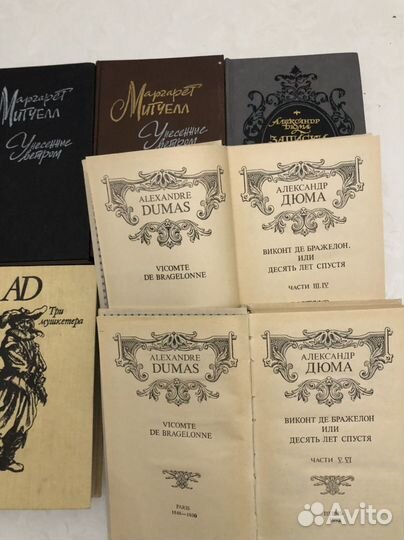 Маргарет
Митчелл
Унесенные
ветром
Маргарет
Митчелл
Унесенные
ветром
Александр
Дюма
Записки
ALEXANDRE
DUMAS
VICOMTE
DE BRAGELONNE
АЛЕКСАНДР
ДЮМА
ВИКОНТ ДЕ БРАЖЕЛОН,
ИЛИ
ДЕСЯТЬ ЛЕТ СПУСТЯ
ЧАСТИ III, IV
AD
Три
мушкетера
ALEXANDRE
DUMAS
VICOMTE
DE BRAGELONNE
PARIS
1848—1850
АЛЕКСАНДР
ДЮМА
ВИКОНТ ДЕ БРАЖЕЛОН
ИЛИ
ДЕСЯТЬ ЛЕТ СПУСТЯ
ЧАСТИ V, VI
Avito